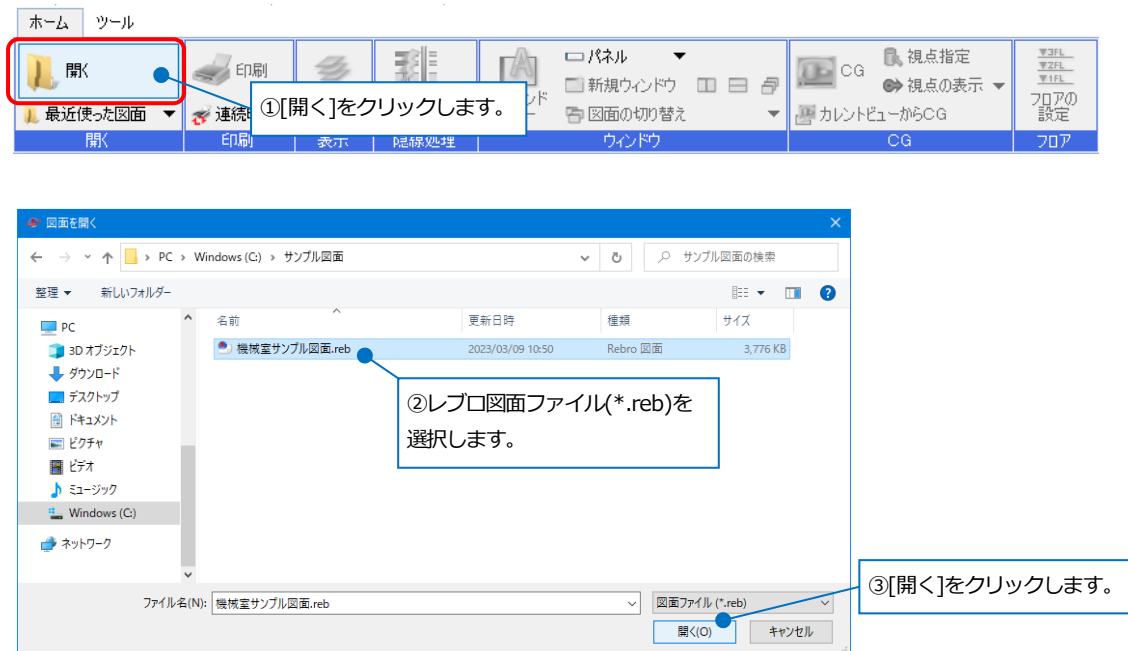 ホーム ツール
開く
最近使った図面
開く
印刷
連続
印刷
表示
隠線処理
パネル
新規ウィンドウ
図面の切り替え
ウィンドウ
CG
視点指定
視点の表示
カレントビューからCG
CG
▼3FL
▼2FL
▼1FL
フロアの
設定
フロア
①[開く]をクリックします。
図面を開く
PC › Windows (C:) › サンプル図面
サンプル図面の検索
整理 新しいフォルダー
名前 更新日時 種類 サイズ
機械室サンプル図面.reb 2023/03/09 10:50 Rebro 図面 3,776 KB
PC
3D オブジェクト
ダウンロード
デスクトップ
ドキュメント
ピクチャ
ビデオ
ミュージック
Windows (C:)
ネットワーク
②レブロ図面ファイル(*.reb)を
選択します。
ファイル名(N): 機械室サンプル図面.reb 図面ファイル (*.reb)
開く(O) キャンセル
③[開く]をクリックします。